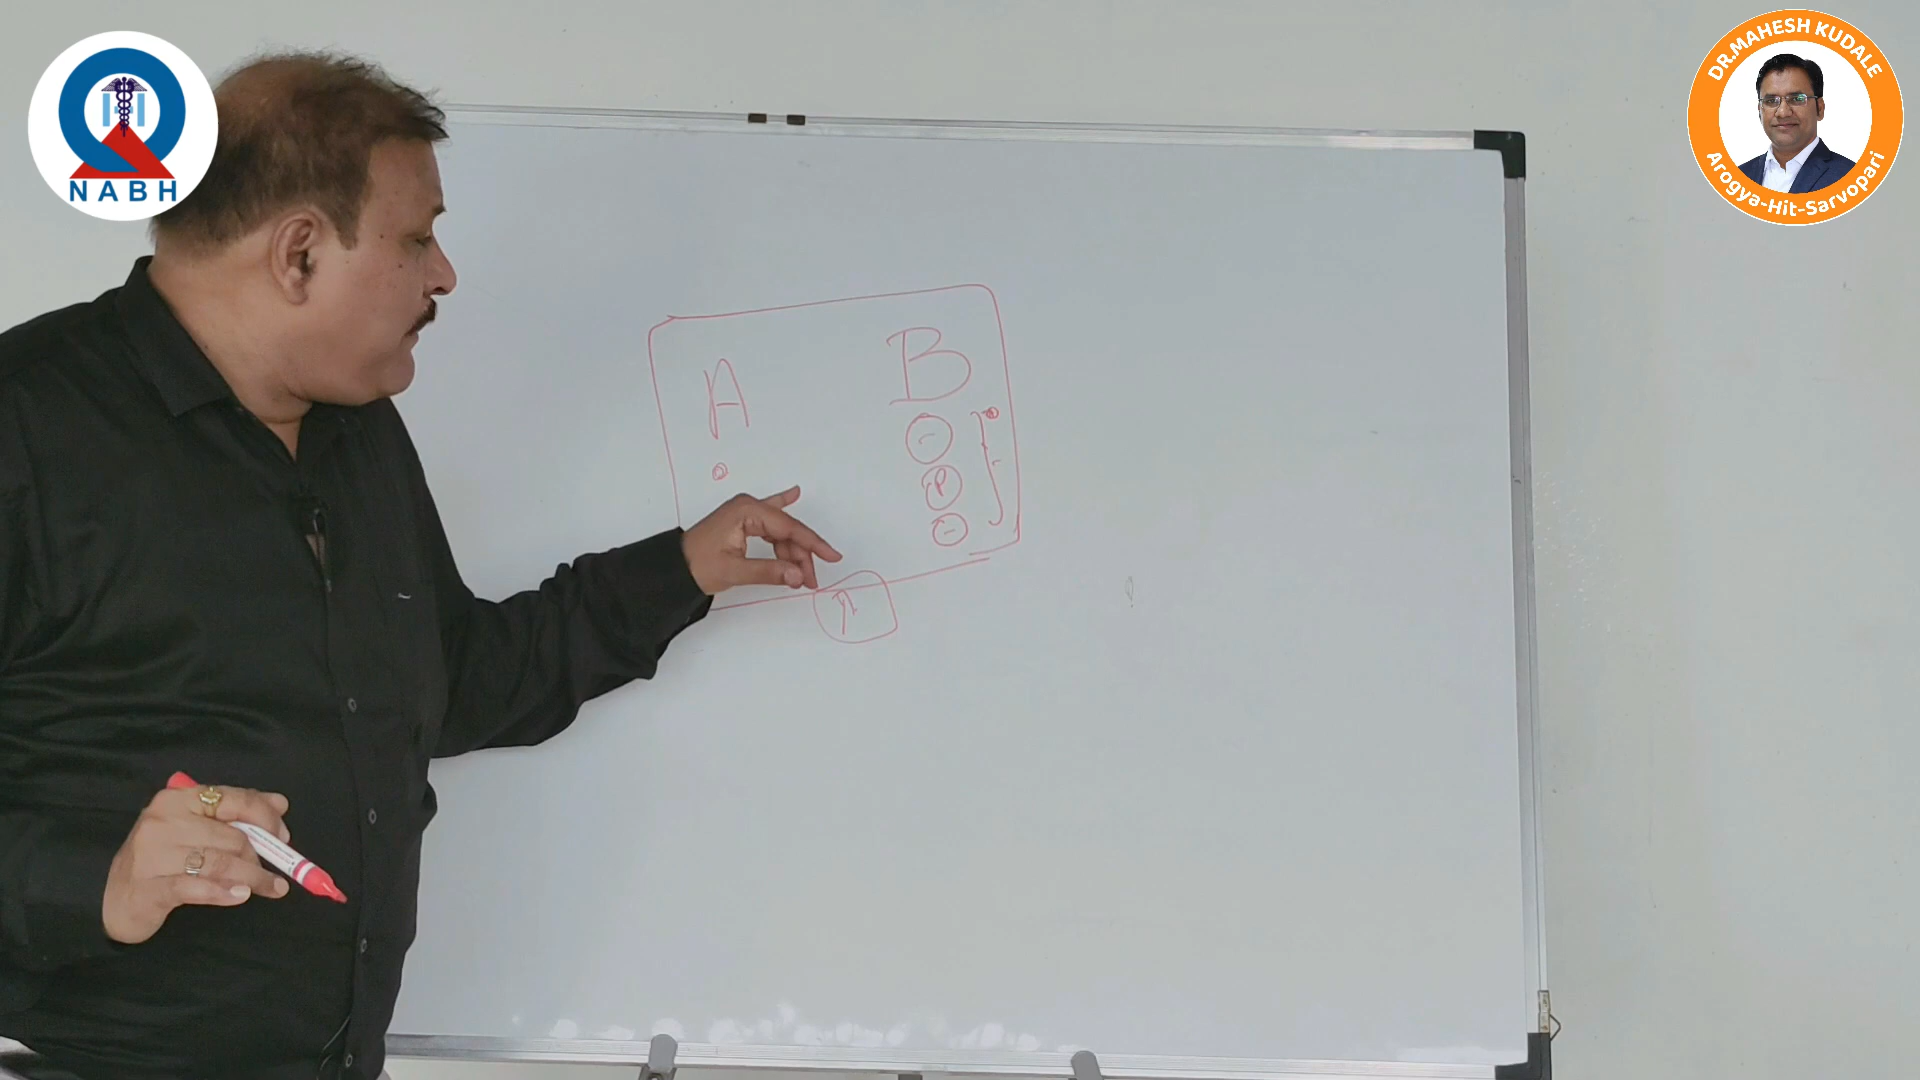 NABH
DR.MAHESH KUDALE
Arogya-Hit-Sarvopari
A B
P